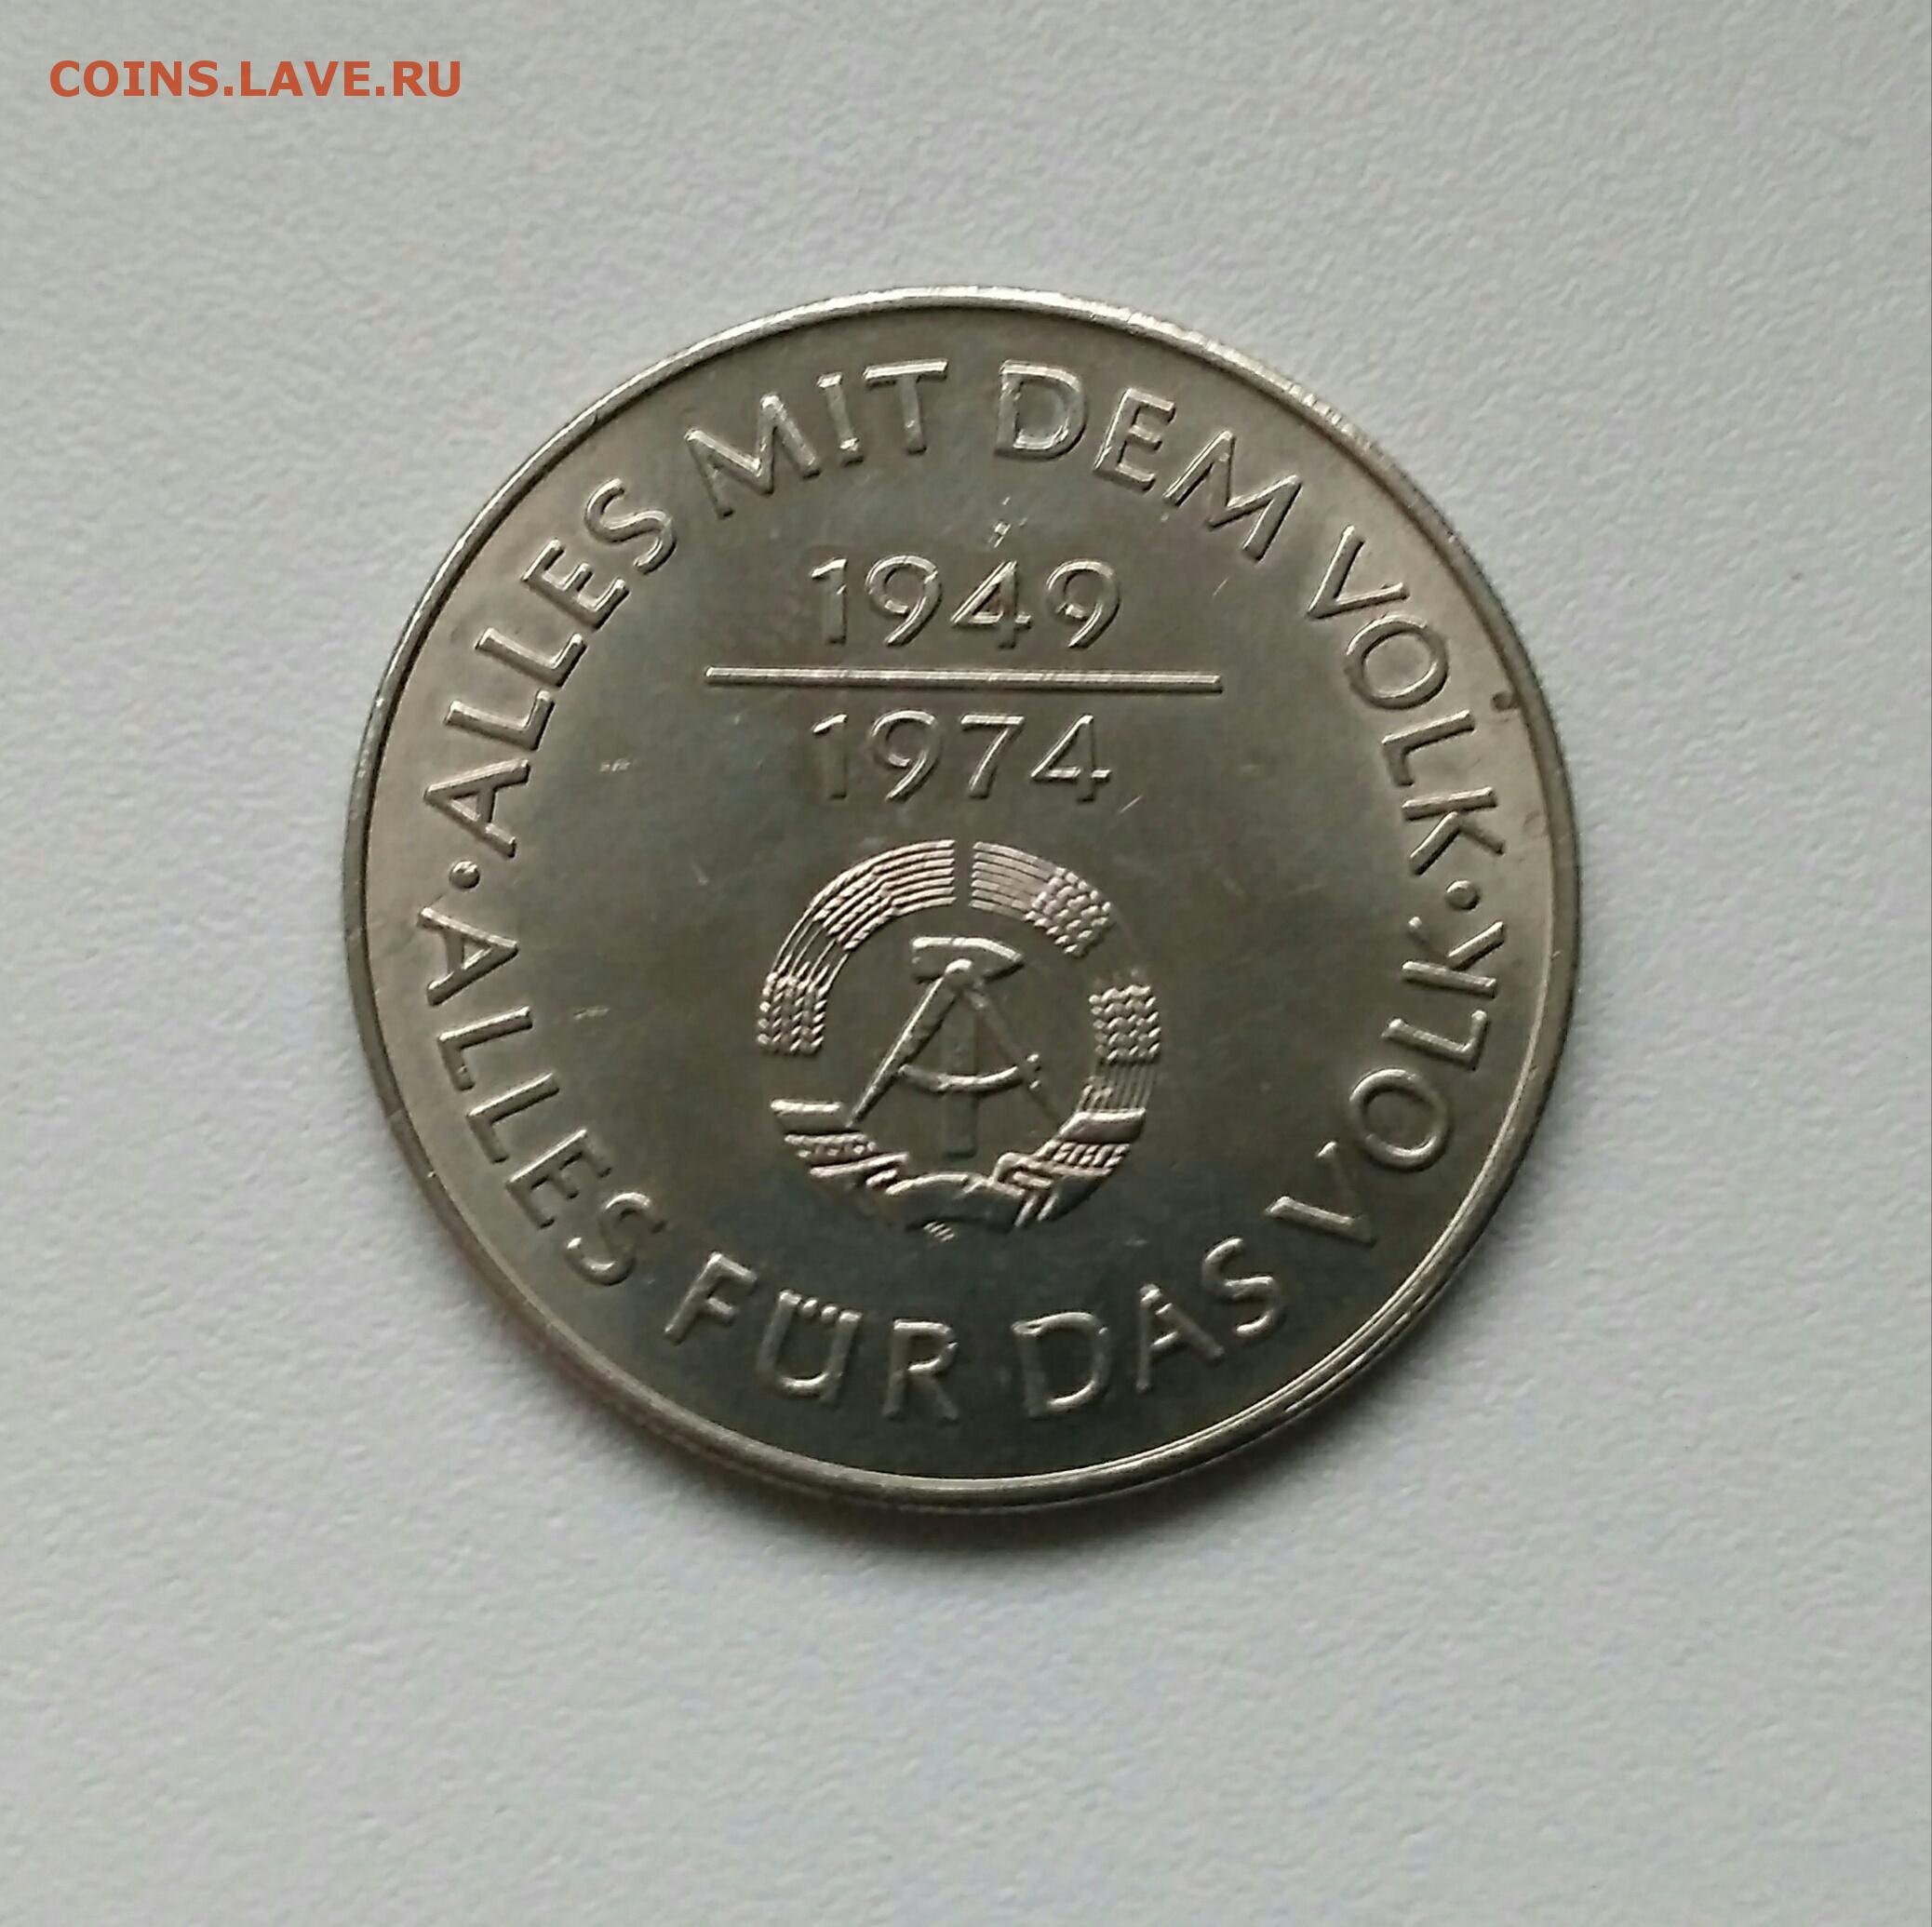 COINS.LAVE.RU
ALLES MIT DEM VOLK ·
1949
1974
ALLES FÜR DAS VOLK ·